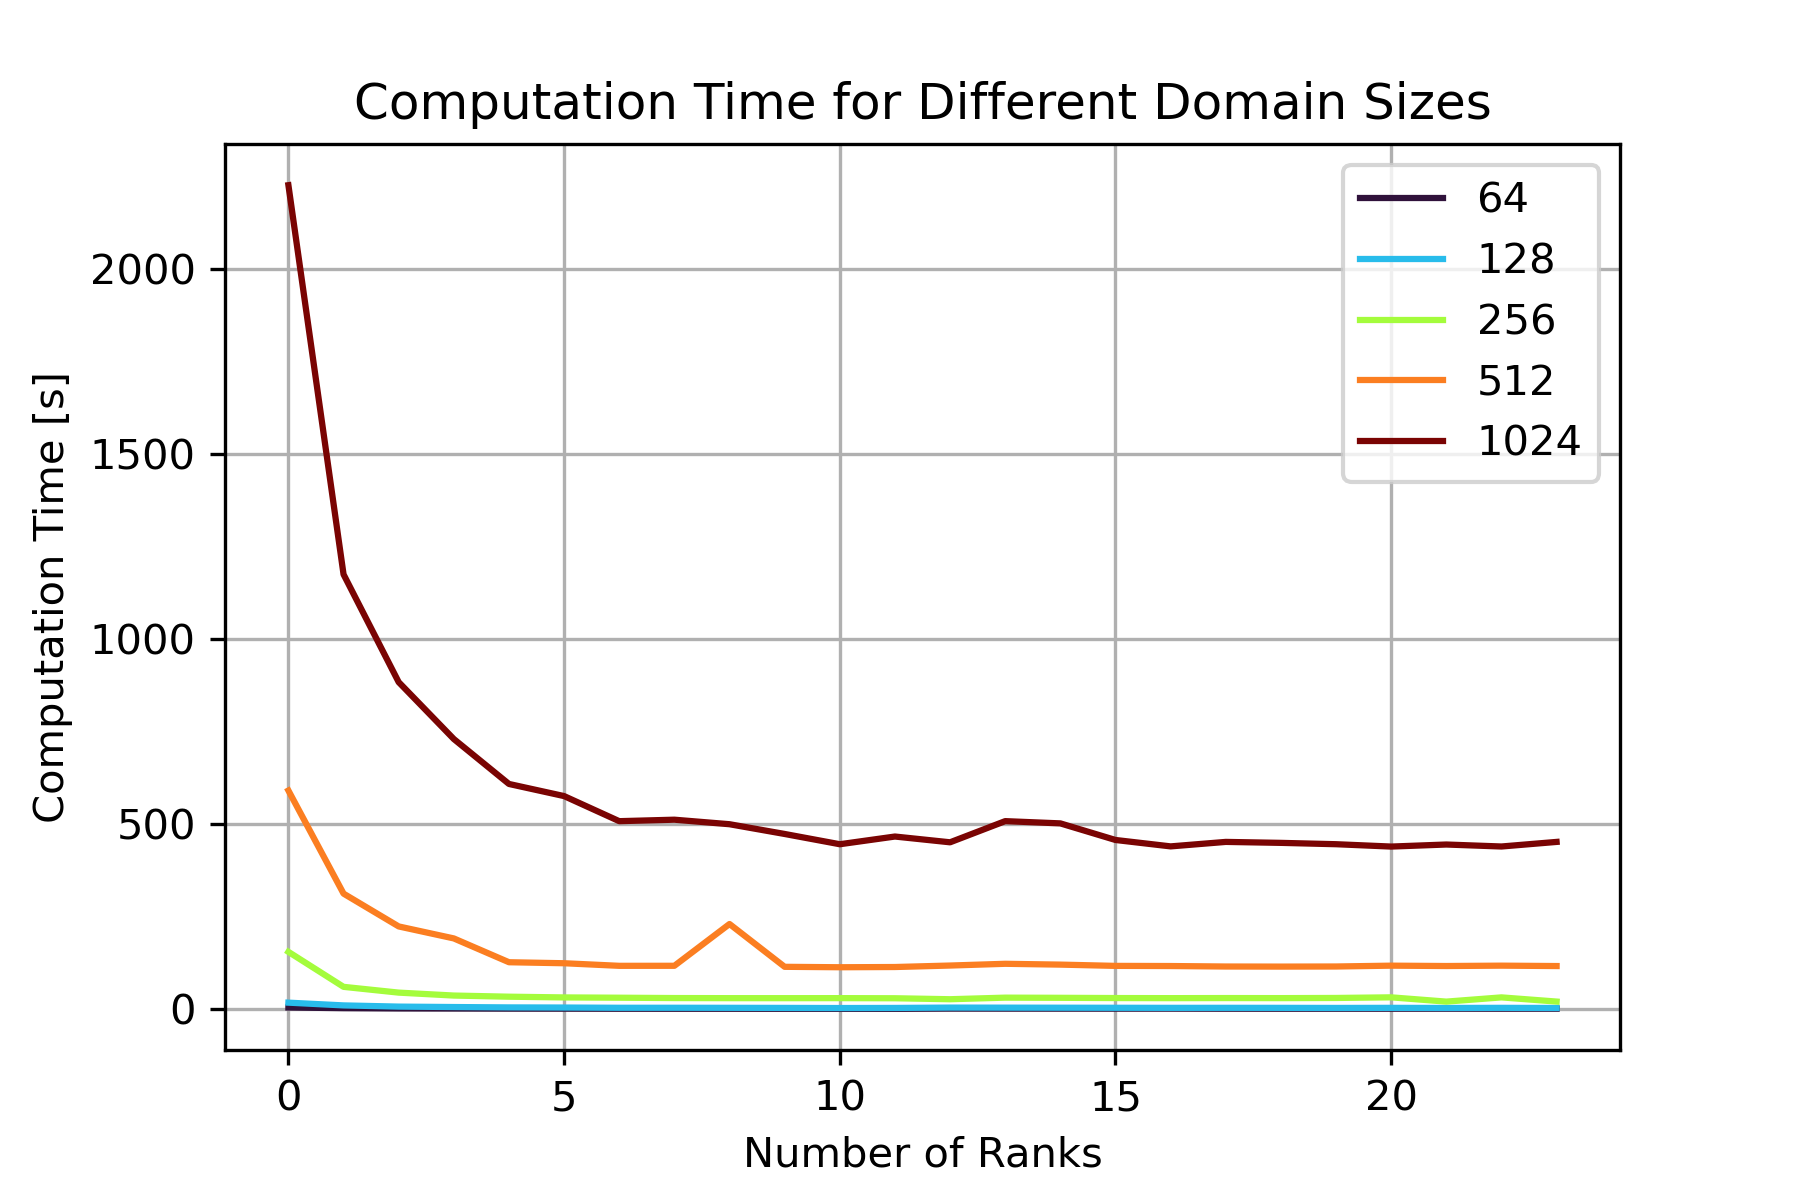 Computation Time for Different Domain Sizes
64
128
256
512
1024
Computation Time [s]
2000
1500
1000
500
0
0 5 10 15 20
Number of Ranks